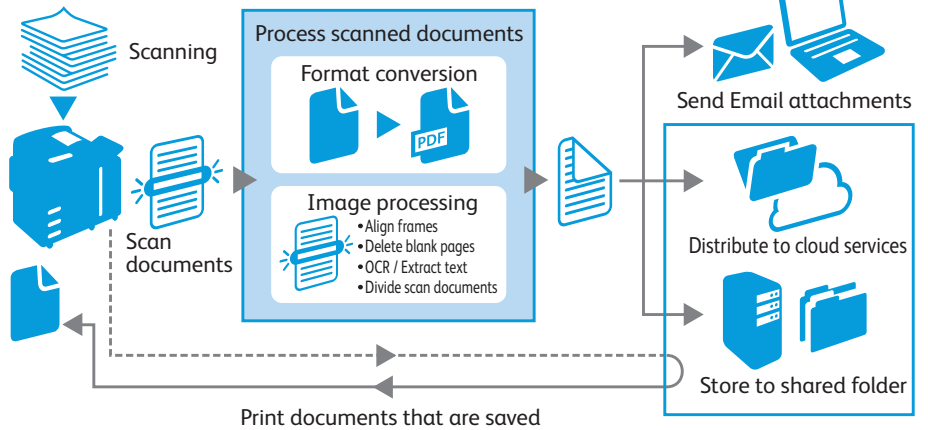 Scanning
Scan
documents
Process scanned documents
Format conversion
PDF
Image processing
•Align frames
•Delete blank pages
•OCR / Extract text
•Divide scan documents
Send Email attachments
Distribute to cloud services
Store to shared folder
Print documents that are saved